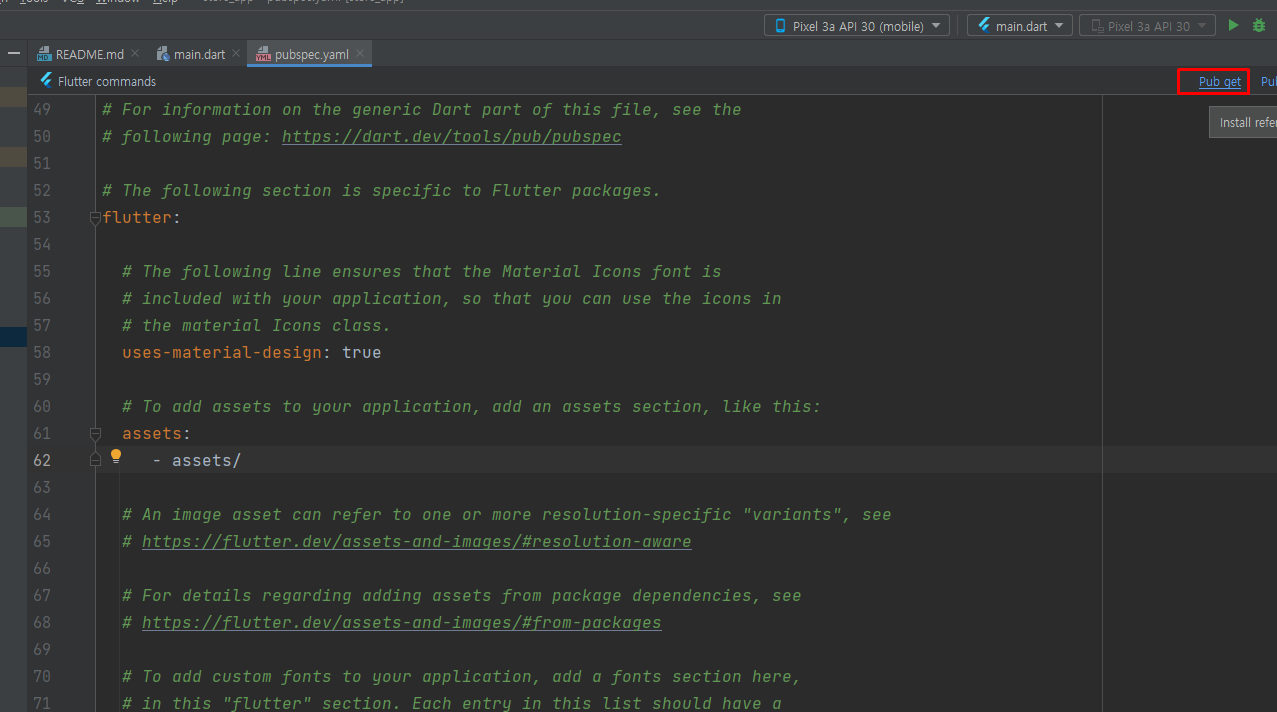 Tools VCS Window Help store_app - pubspec.yaml [store_app]
Pixel 3a API 30 (mobile) main.dart Pixel 3a API 30
README.md main.dart pubspec.yaml
Flutter commands Pub get
Install
49 # For information on the generic Dart part of this file, see the
50 # following page: https://dart.dev/tools/pub/pubspec
51
52 # The following section is specific to Flutter packages.
53 flutter:
54
55 # The following line ensures that the Material Icons font is
56 # included with your application, so that you can use the icons in
57 # the material Icons class.
58 uses-material-design: true
59
60 # To add assets to your application, add an assets section, like this:
61 assets:
62 - assets/
63
64 # An image asset can refer to one or more resolution-specific "variants", see
65 # https://flutter.dev/assets-and-images/#resolution-aware
66
67 # For details regarding adding assets from package dependencies, see
68 # https://flutter.dev/assets-and-images/#from-packages
69
70 # To add custom fonts to your application, add a fonts section here,
71 # in this "flutter" section. Each entry in this list should have a